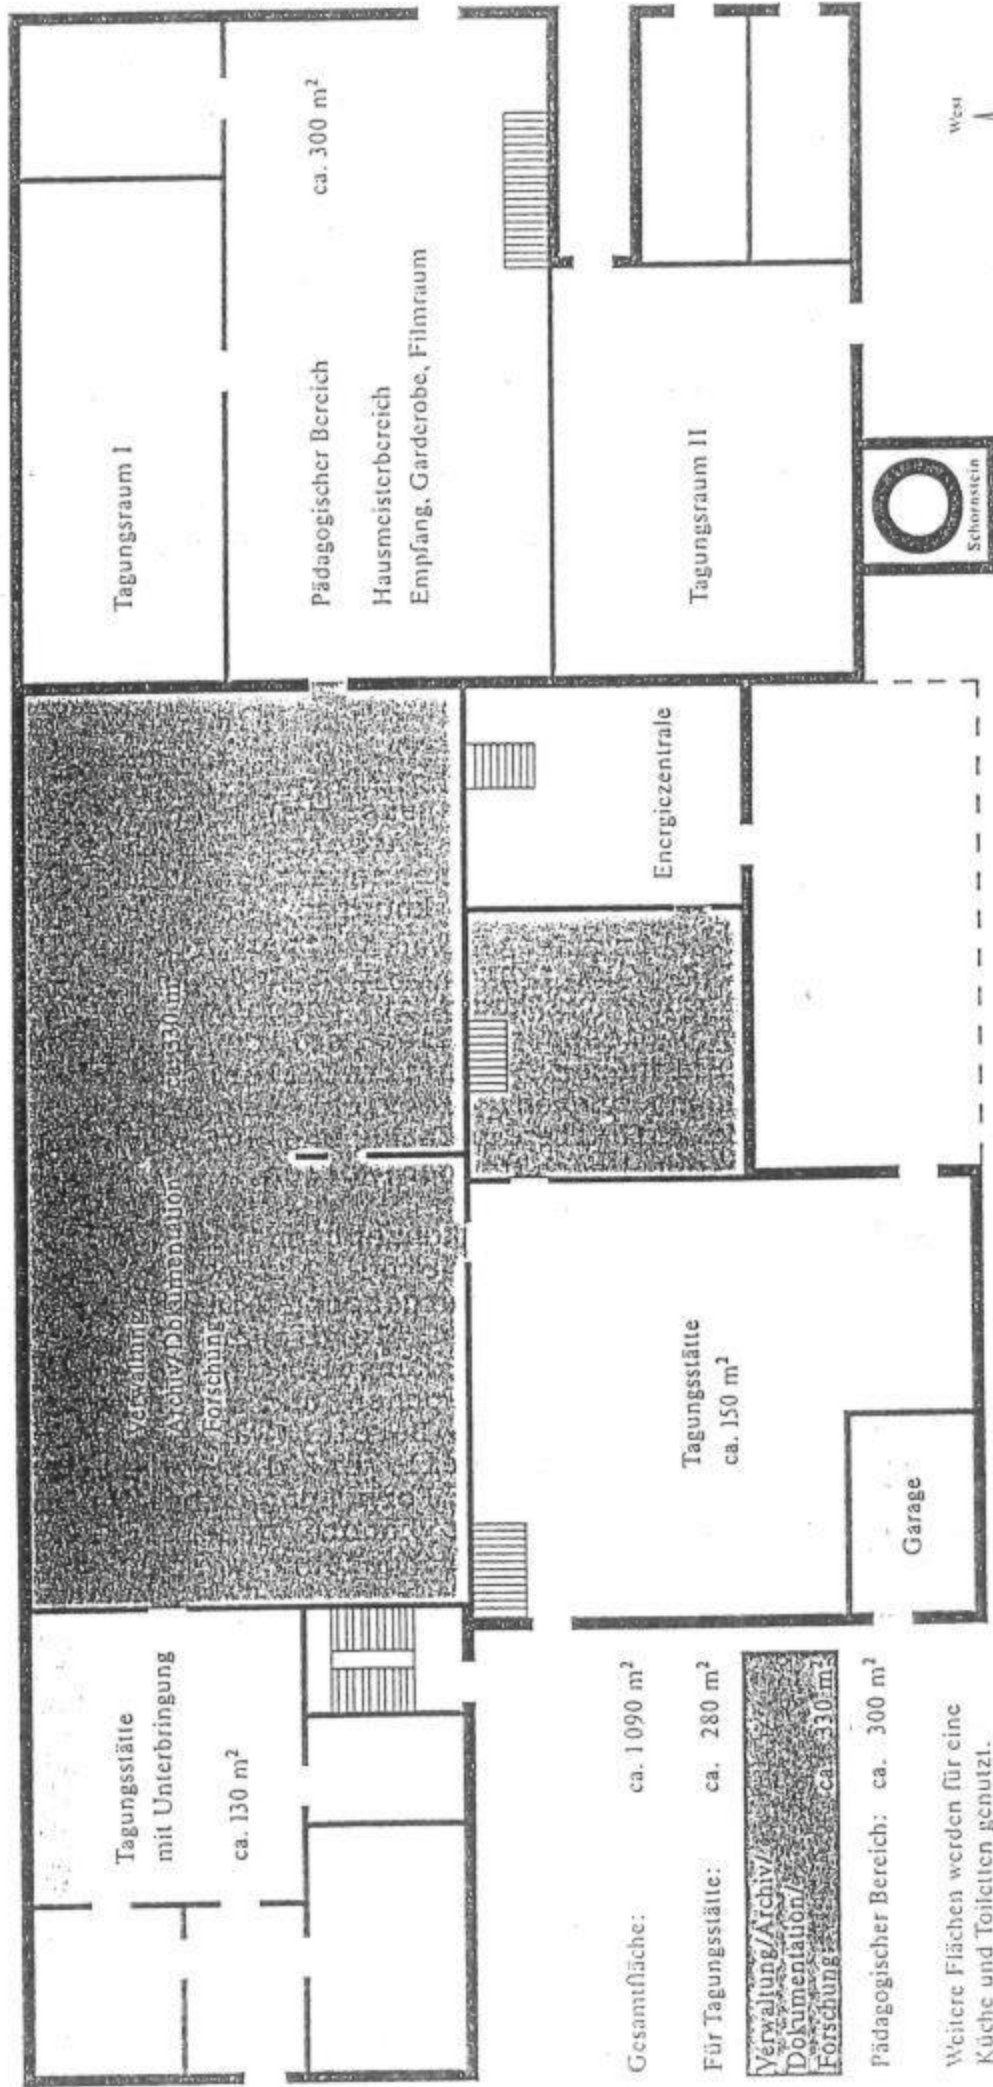 Tagungsstätte
mit Unterbringung
ca. 130 m²
Verwaltung
Archiv/Dokumentation ca. 330 m²
Forschung
Tagungsraum I
Pädagogischer Bereich ca. 300 m²
Hausmeisterbereich
Empfang, Garderobe, Filmraum
Tagungsraum II
Energiezentrale
Tagungsstätte
ca. 150 m²
Garage
Schornstein
West
Gesamtfläche: ca. 1090 m²
Für Tagungsstätte: ca. 280 m²
Verwaltung/Archiv/
Dokumentation/
Forschung: ca. 330 m²
Pädagogischer Bereich: ca. 300 m²
Weitere Flächen werden für eine
Küche und Toiletten genutzt.